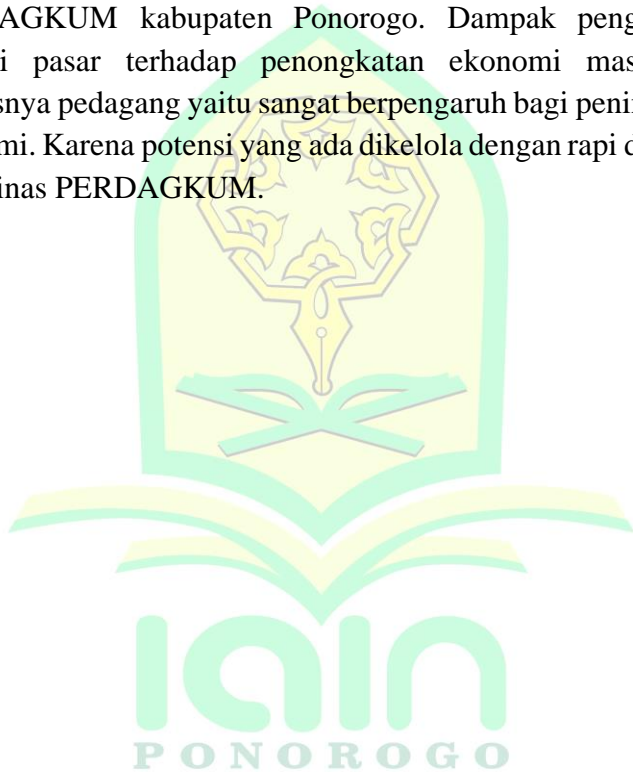 AGKUM kabupaten Ponorogo. Dampak peng
i pasar terhadap penongkatan ekonomi mas
snya pedagang yaitu sangat berpengaruh bagi penin
mi. Karena potensi yang ada dikelola dengan rapi d
inas PERDAGKUM.
iain
PONOROGO